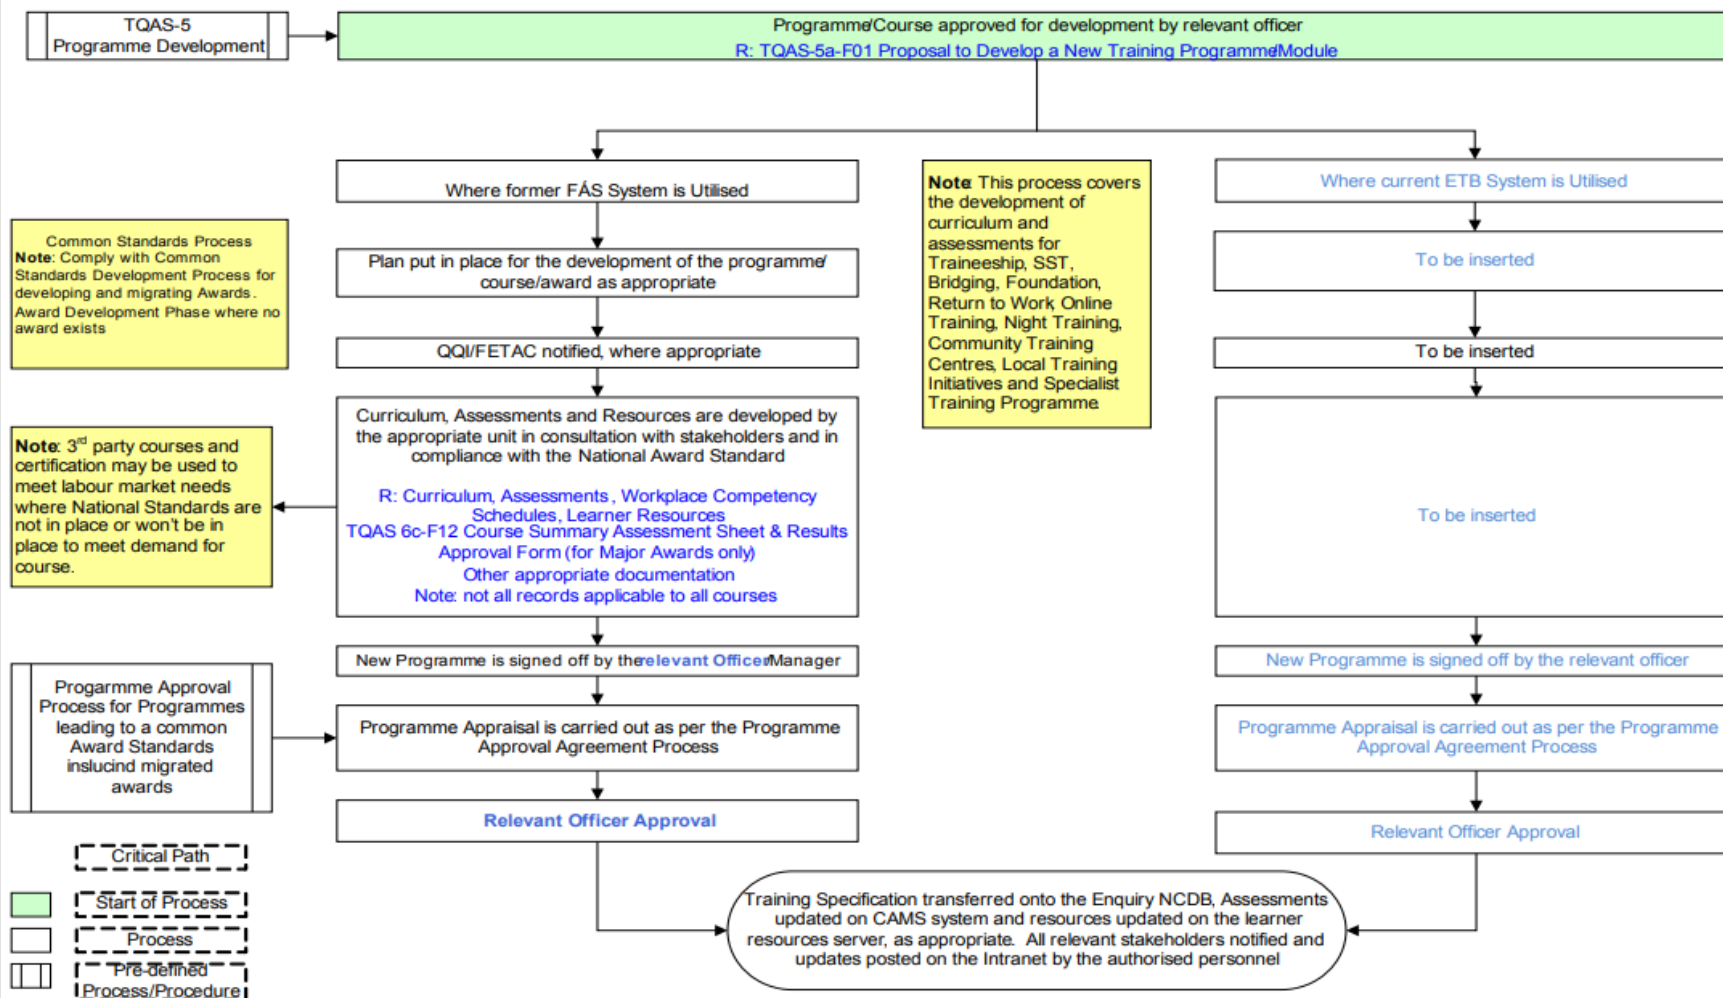 TQAS-5
Programme Development
Programme/Course approved for development by relevant officer
R: TQAS-5a-F01 Proposal to Develop a New Training Programme/Module
Where former FÁS System is Utilised
Note: This process covers
the development of
curriculum and
assessments for
Traineeship, SST,
Bridging, Foundation,
Return to Work, Online
Training, Night Training,
Community Training
Centres, Local Training
Initiatives and Specialist
Training Programme.
Where current ETB System is Utilised
Common Standards Process
Note: Comply with Common
Standards Development Process for
developing and migrating Awards.
Award Development Phase where no
award exists
Plan put in place for the development of the programme/
course/award as appropriate
To be inserted
QQI/FETAC notified, where appropriate
To be inserted
Note: 3rd party courses and
certification may be used to
meet labour market needs
where National Standards are
not in place or won't be in
place to meet demand for
course.
Curriculum, Assessments and Resources are developed by
the appropriate unit in consultation with stakeholders and in
compliance with the National Award Standard
R: Curriculum, Assessments, Workplace Competency
Schedules, Learner Resources
TQAS 6c-F12 Course Summary Assessment Sheet & Results
Approval Form (for Major Awards only)
Other appropriate documentation
Note: not all records applicable to all courses
To be inserted
New Programme is signed off by the relevant Officer/Manager
New Programme is signed off by the relevant officer
Progarmme Approval
Process for Programmes
leading to a common
Award Standards
inslucind migrated
awards
Programme Appraisal is carried out as per the Programme
Approval Agreement Process
Programme Appraisal is carried out as per the Programme
Approval Agreement Process
Relevant Officer Approval
Relevant Officer Approval
Critical Path
Start of Process
Process
Pre-defined
Process/Procedure
Training Specification transferred onto the Enquiry NCDB, Assessments
updated on CAMS system and resources updated on the learner
resources server, as appropriate. All relevant stakeholders notified and
updates posted on the Intranet by the authorised personnel